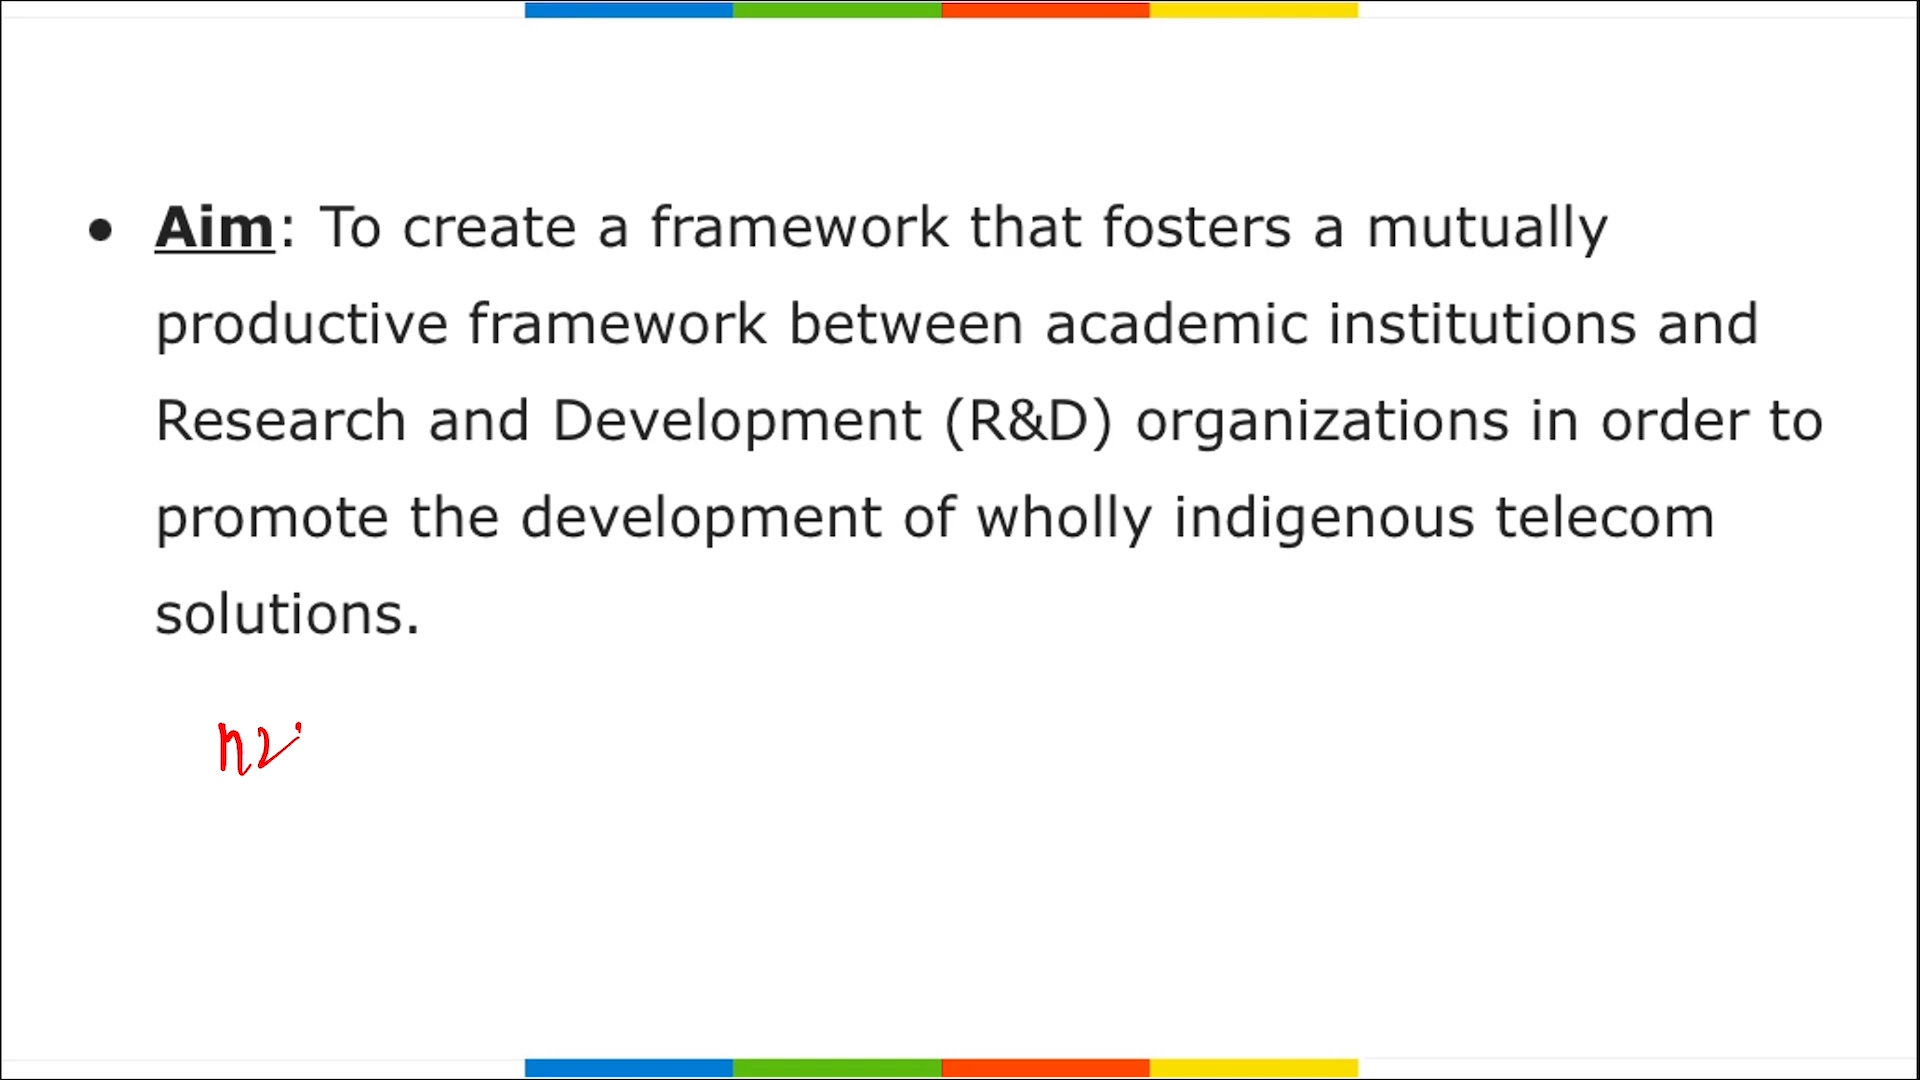 • Aim: To create a framework that fosters a mutually
productive framework between academic institutions and
Research and Development (R&D) organizations in order to
promote the development of wholly indigenous telecom
solutions.